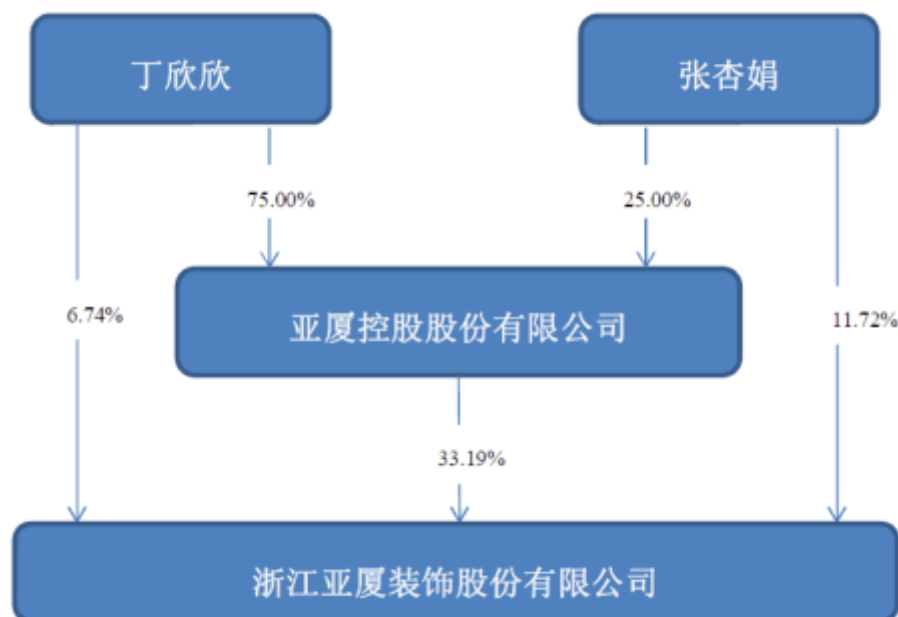 丁欣欣
张杏娟
75.00%
25.00%
6.74%
亚厦控股股份有限公司
11.72%
33.19%
浙江亚厦装饰股份有限公司